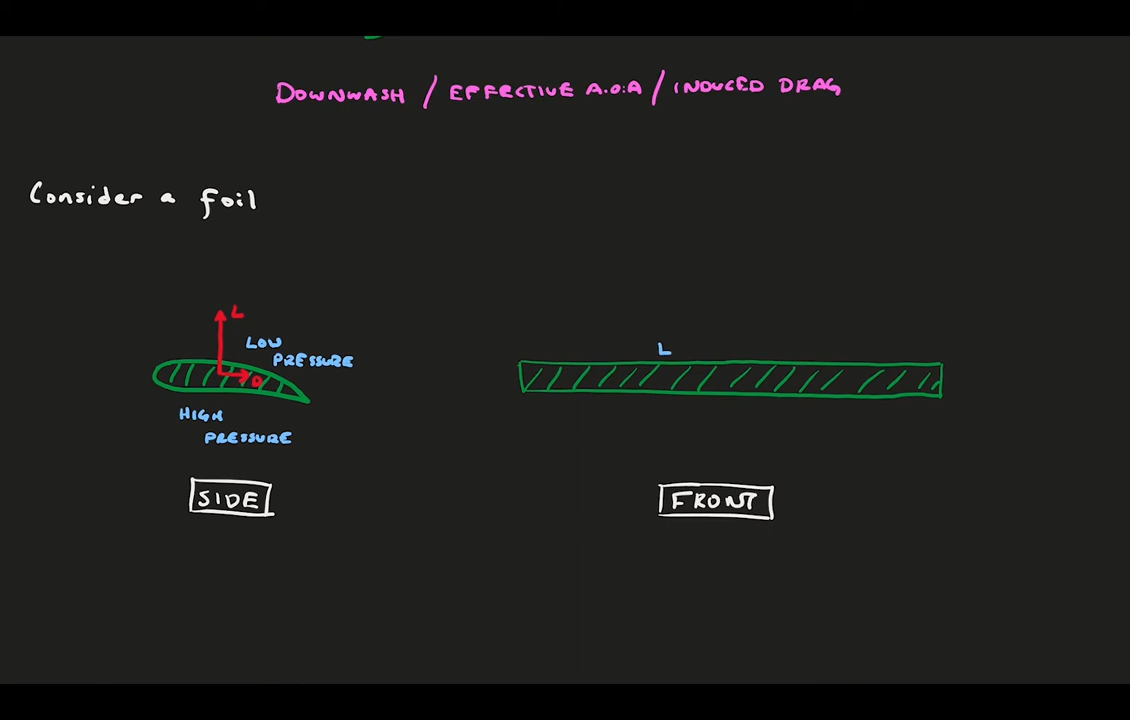 DOWNWASH / EFFECTIVE A.O.A / INDUCED DRAG
Consider a foil
L
LOW
PRESSURE
D
HIGH
PRESSURE
SIDE
L
FRONT